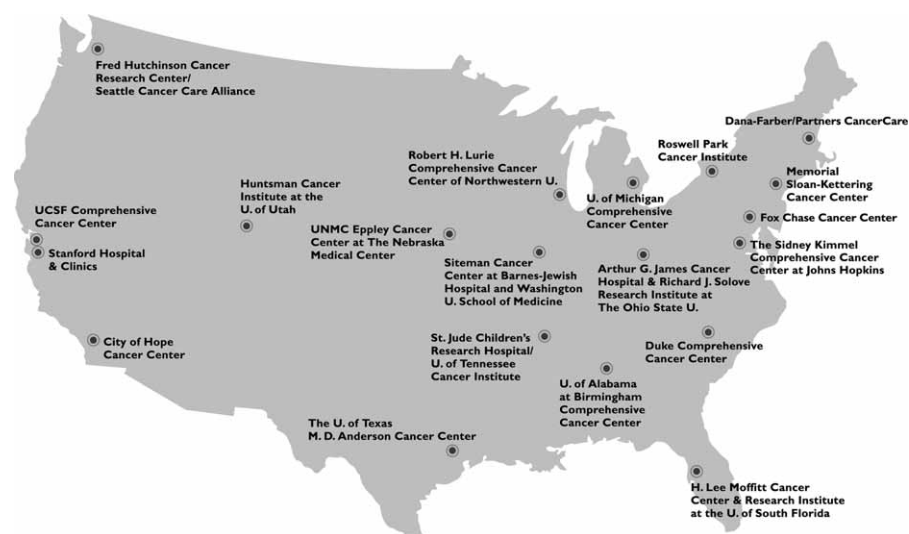 Fred Hutchinson Cancer
Research Center/
Seattle Cancer Care Alliance
Dana-Farber/Partners CancerCare
Roswell Park
Cancer Institute
Robert H. Lurie
Comprehensive Cancer
Center of Northwestern U.
Memorial
Sloan-Kettering
Cancer Center
Huntsman Cancer
Institute at the
U. of Utah
U. of Michigan
Comprehensive
Cancer Center
UCSF Comprehensive
Cancer Center
Fox Chase Cancer Center
UNMC Eppley Cancer
Center at The Nebraska
Medical Center
Stanford Hospital
& Clinics
The Sidney Kimmel
Comprehensive Cancer
Center at Johns Hopkins
Siteman Cancer
Center at Barnes-Jewish
Hospital and Washington
U. School of Medicine
Arthur G. James Cancer
Hospital & Richard J. Solove
Research Institute at
The Ohio State U.
City of Hope
Cancer Center
St. Jude Children's
Research Hospital/
U. of Tennessee
Cancer Institute
Duke Comprehensive
Cancer Center
U. of Alabama
at Birmingham
Comprehensive
Cancer Center
The U. of Texas
M. D. Anderson Cancer Center
H. Lee Moffitt Cancer
Center & Research Institute
at the U. of South Florida